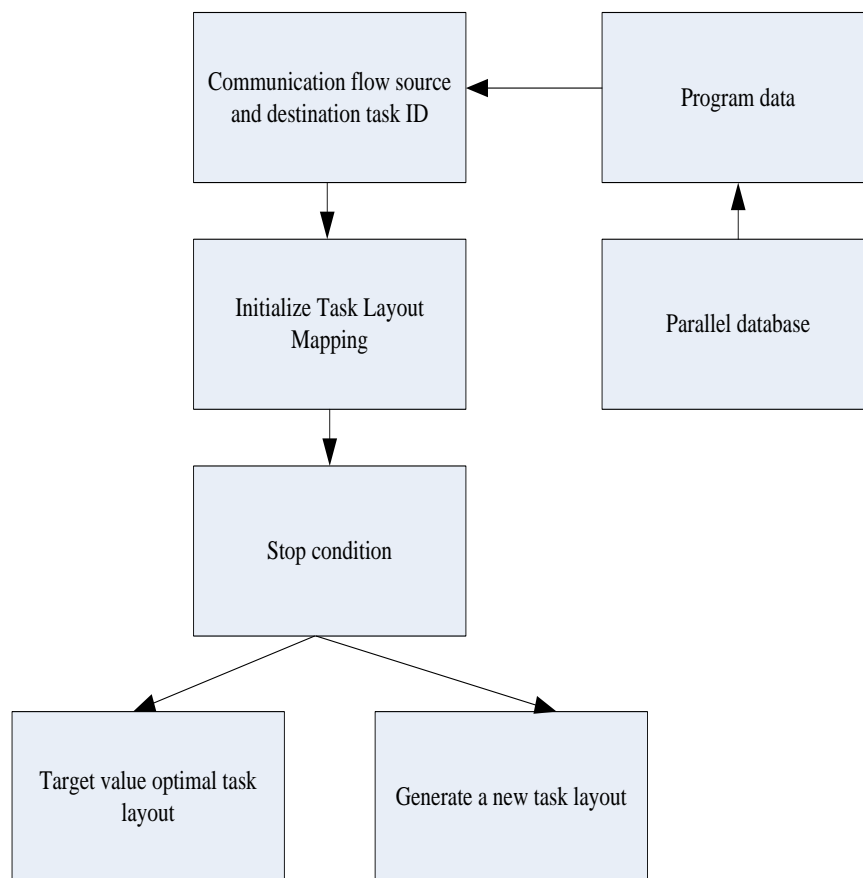 Communication flow source
and destination task ID
Program data
Initialize Task Layout
Mapping
Parallel database
Stop condition
Target value optimal task
layout
Generate a new task layout